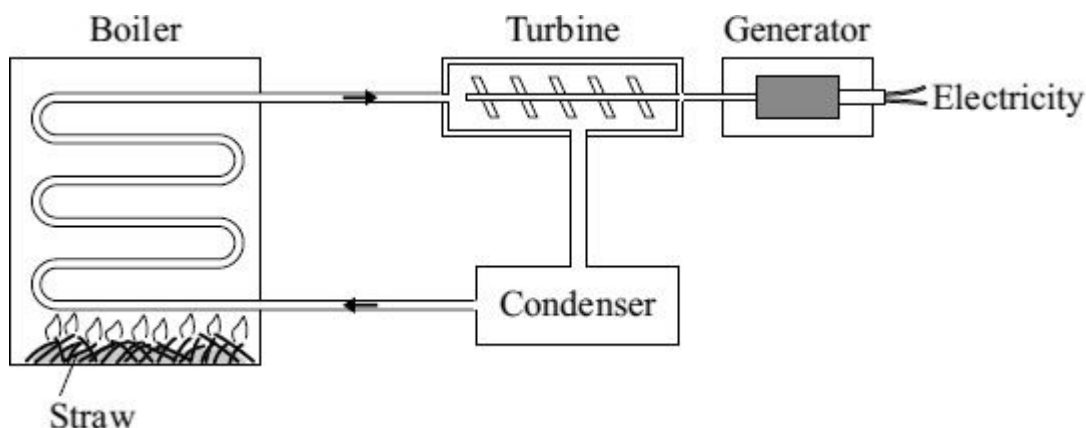 Boiler
Turbine
Generator
Electricity
Condenser
Straw